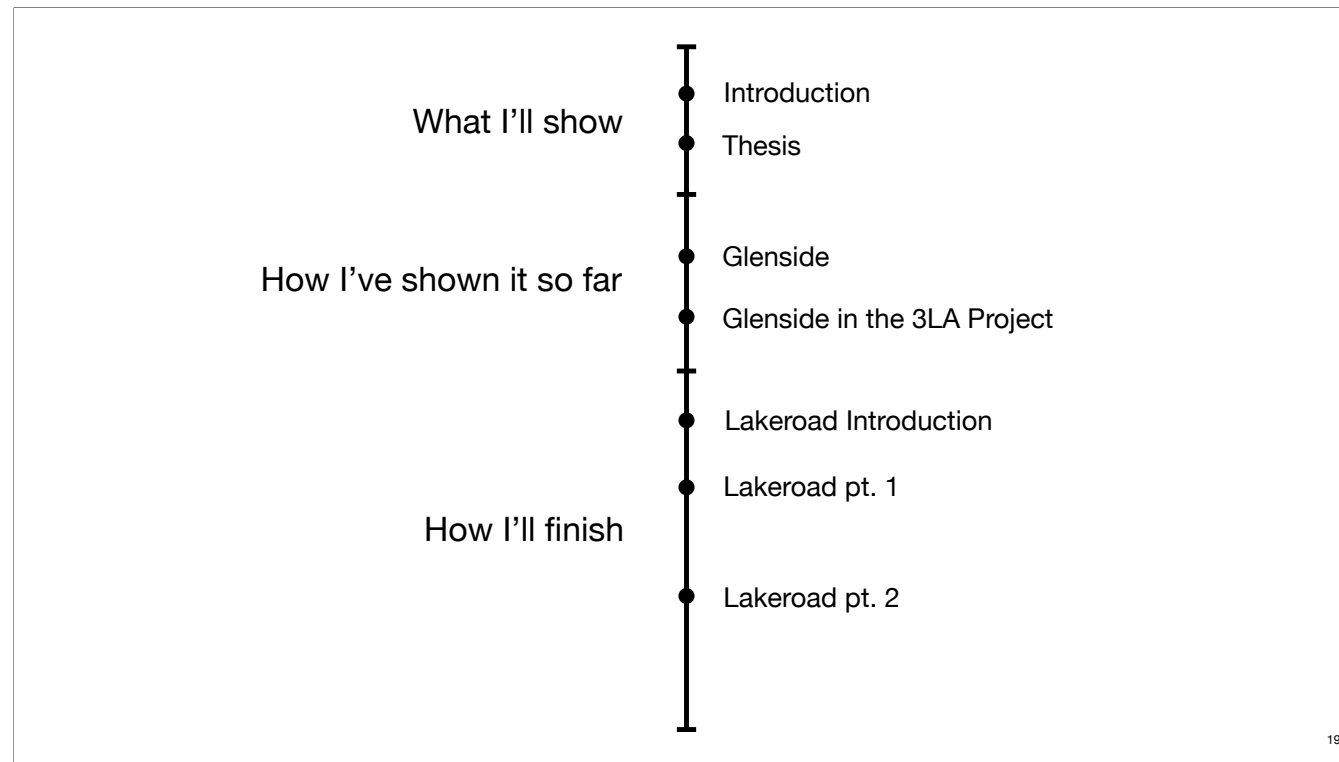 What I’ll show
Introduction
Thesis
How I’ve shown it so far
Glenside
Glenside in the 3LA Project
How I’ll finish
Lakeroad Introduction
Lakeroad pt. 1
Lakeroad pt. 2
19